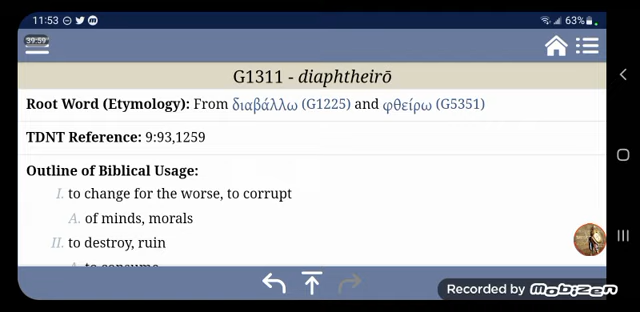 11:53
63%
39:59
G1311 - diaphtheirō
Root Word (Etymology): From διαβάλλω (G1225) and φθείρω (G5351)
TDNT Reference: 9:93,1259
Outline of Biblical Usage:
I. to change for the worse, to corrupt
A. of minds, morals
II. to destroy, ruin
A. to consume
Recorded by Mobizen